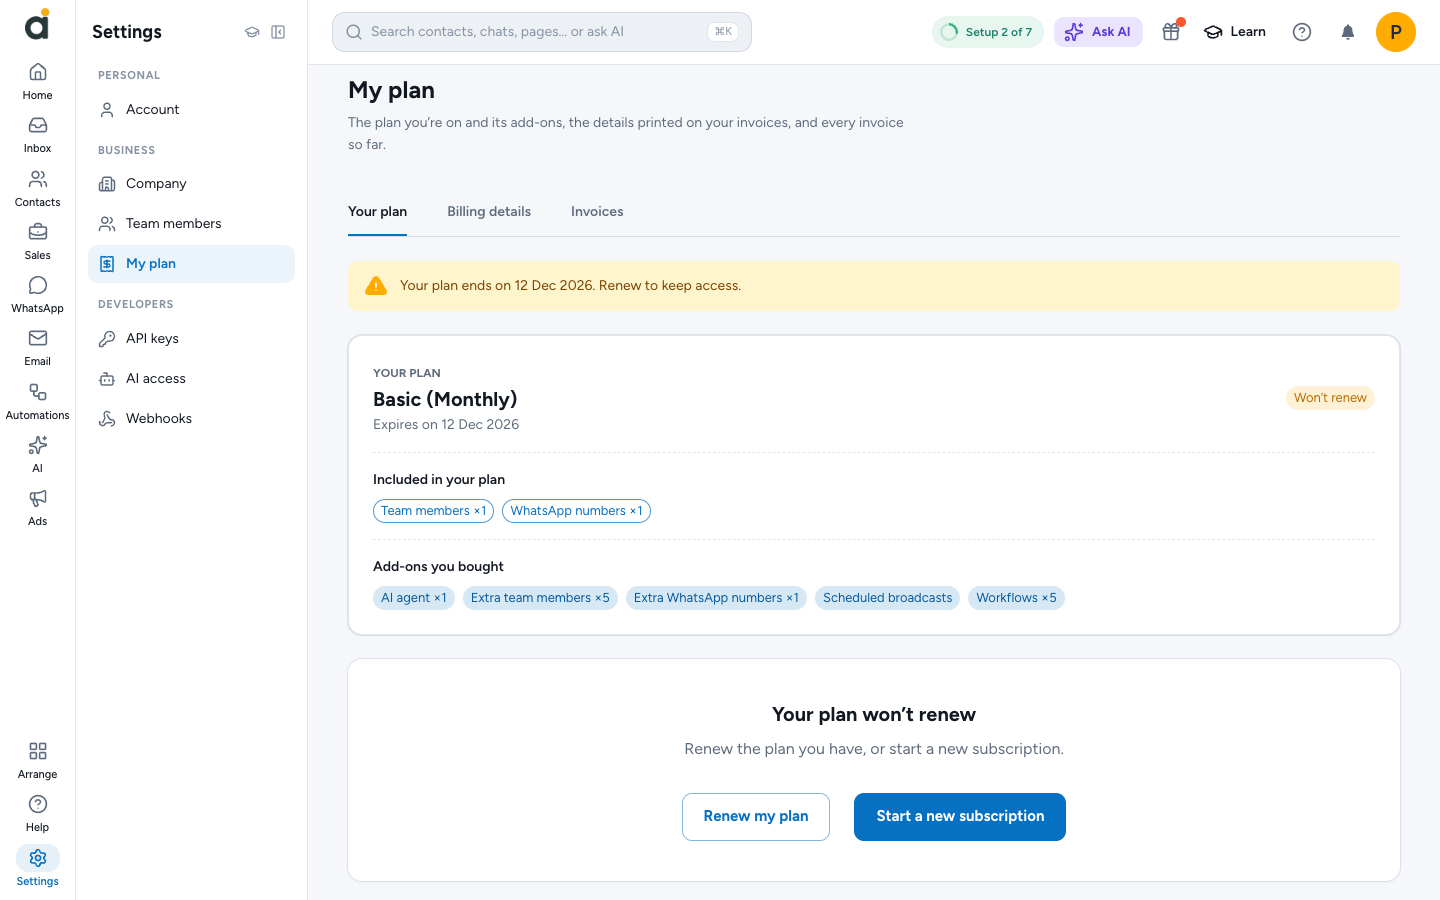 Settings
Search contacts, chats, pages... or ask AI
⌘K
Setup 2 of 7
Ask AI
Learn
P
Home
Inbox
Contacts
Sales
WhatsApp
Email
Automations
AI
Ads
Arrange
Help
Settings
PERSONAL
Account
BUSINESS
Company
Team members
My plan
DEVELOPERS
API keys
AI access
Webhooks
My plan
The plan you're on and its add-ons, the details printed on your invoices, and every invoice
so far.
Your plan
Billing details
Invoices
Your plan ends on 12 Dec 2026. Renew to keep access.
YOUR PLAN
Basic (Monthly)
Won't renew
Expires on 12 Dec 2026
Included in your plan
Team members ×1
WhatsApp numbers ×1
Add-ons you bought
AI agent ×1
Extra team members ×5
Extra WhatsApp numbers ×1
Scheduled broadcasts
Workflows ×5
Your plan won't renew
Renew the plan you have, or start a new subscription.
Renew my plan
Start a new subscription